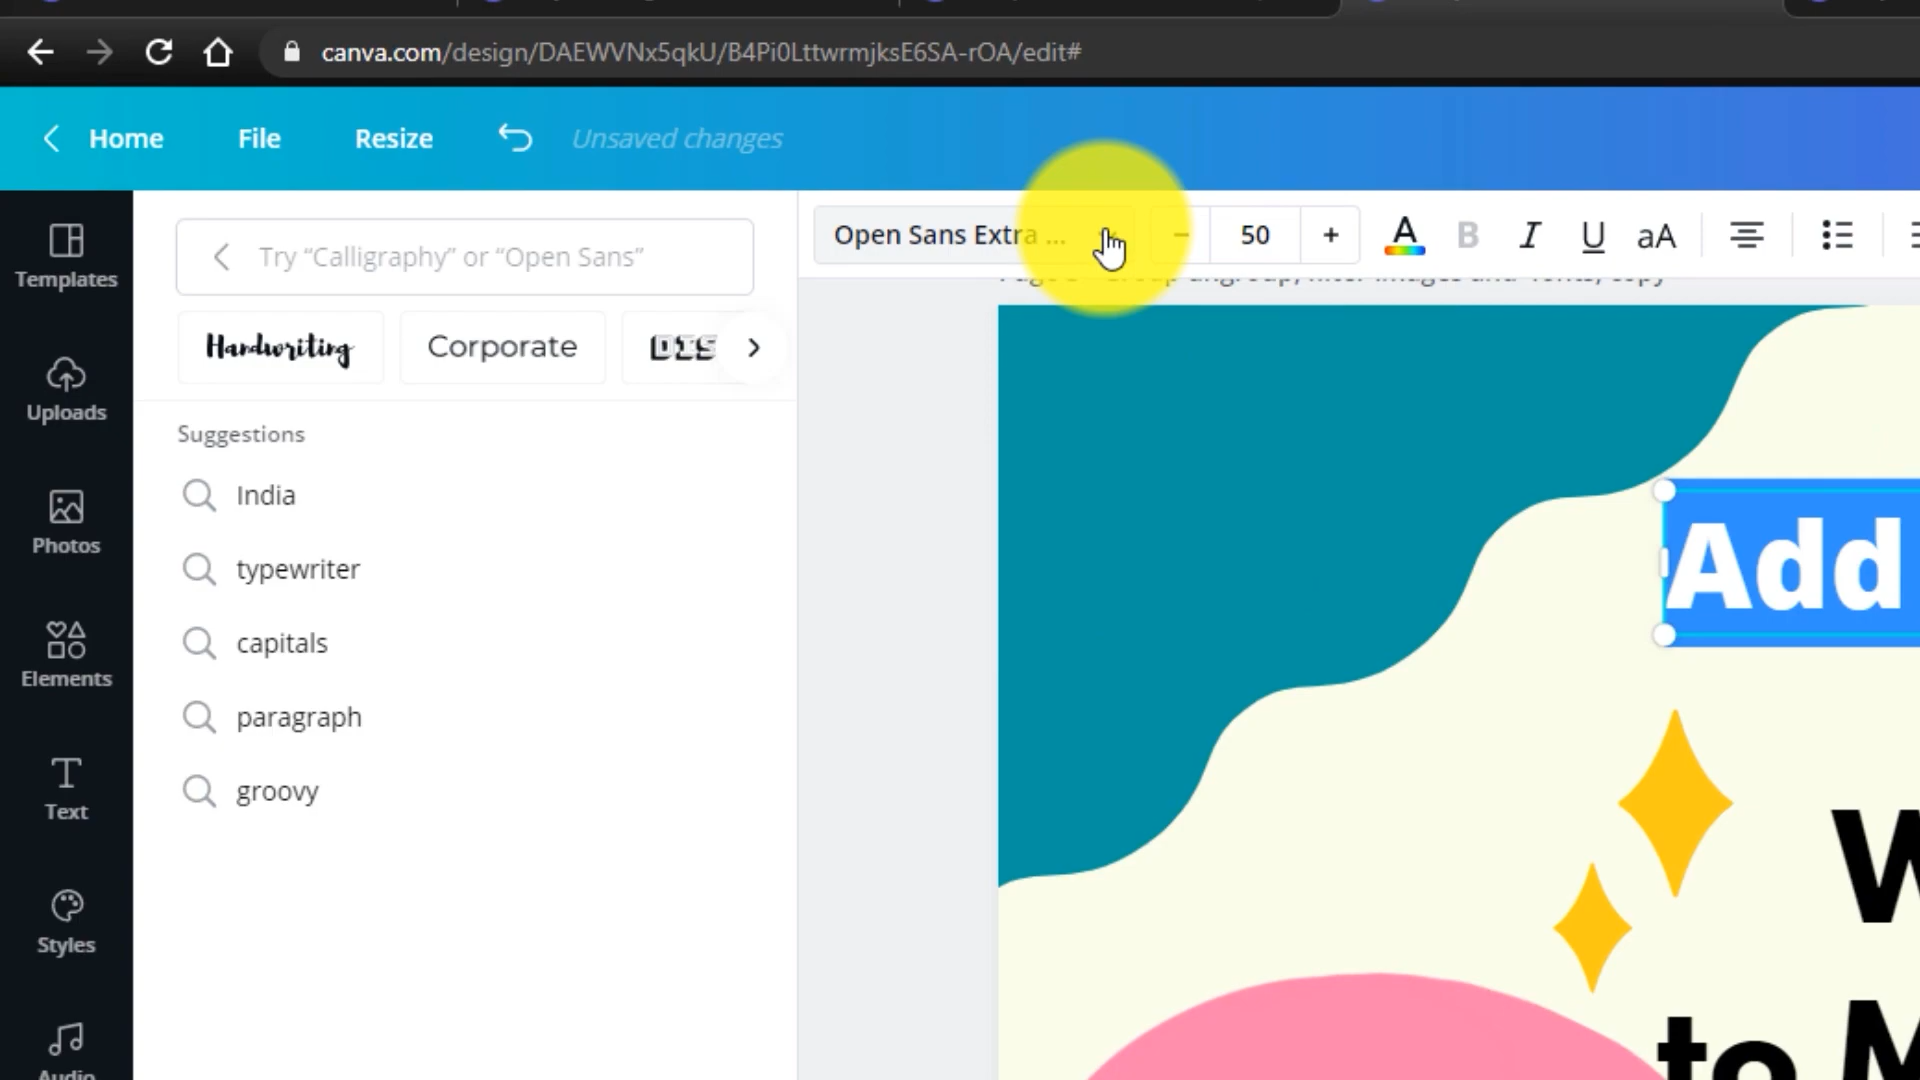 canva.com/design/DAEWVNx5qkU/B4Pi0LttwrmjksE6SA-rOA/edit#
Home
File
Resize
Unsaved changes
Templates
Uploads
Photos
Elements
Text
Styles
Audio
Try “Calligraphy” or “Open Sans”
Handwriting
Corporate
DIS
Suggestions
India
typewriter
capitals
paragraph
groovy
Open Sans Extra ...
50
A B I U aA
Add
W
to M